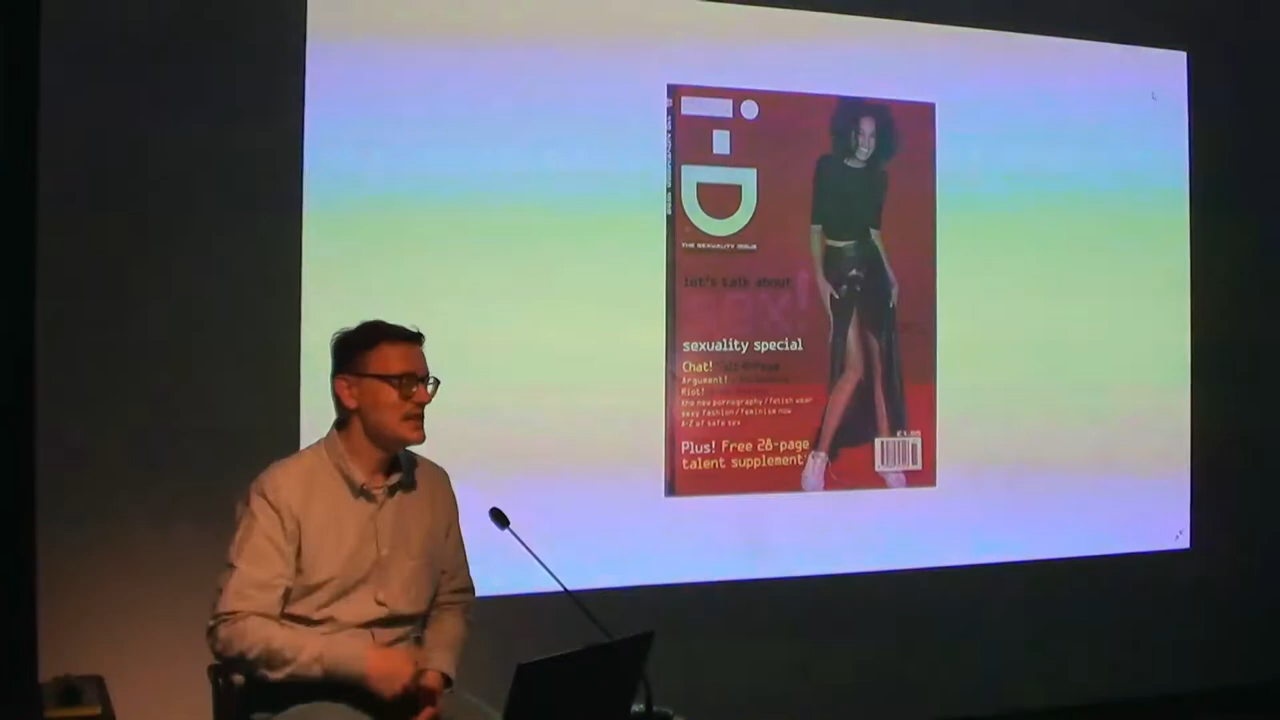 i-D
THE SEXUALITY ISSUE
let's talk about
sex!
sexuality special
Chat!
Argument!
Riot!
the new pornography/fetish wear
sexy fashion/feminism now
A-Z of safe sex
Plus! Free 28-page
talent supplement